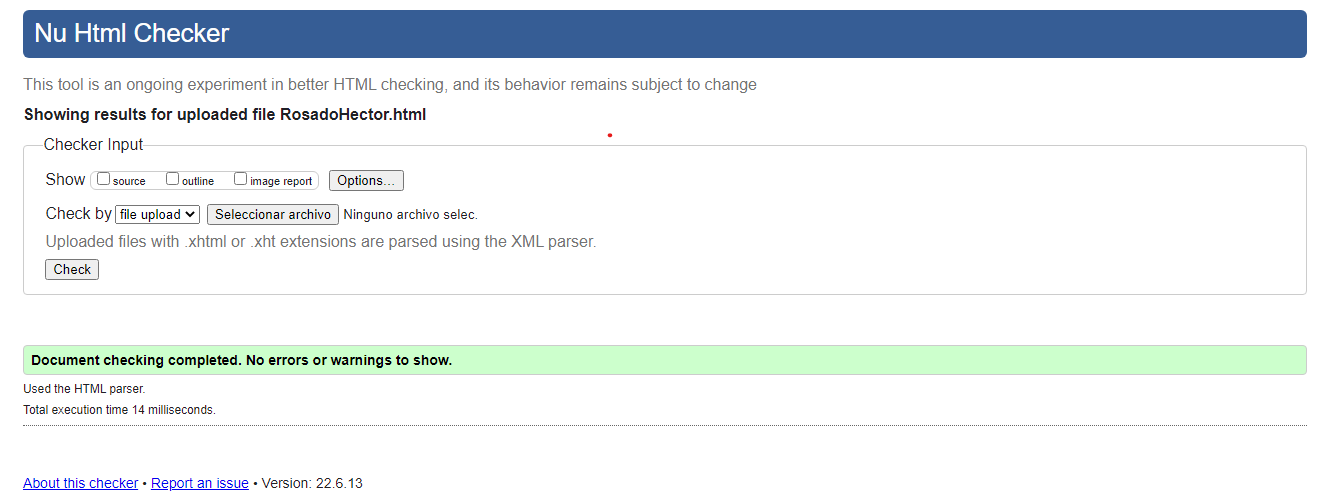 Nu Html Checker
This tool is an ongoing experiment in better HTML checking, and its behavior remains subject to change
Showing results for uploaded file RosadoHector.html
Checker Input
Show source outline image report Options...
Check by file upload Seleccionar archivo Ninguno archivo selec.
Uploaded files with .xhtml or .xht extensions are parsed using the XML parser.
Check
Document checking completed. No errors or warnings to show.
Used the HTML parser.
Total execution time 14 milliseconds.
About this checker • Report an issue • Version: 22.6.13